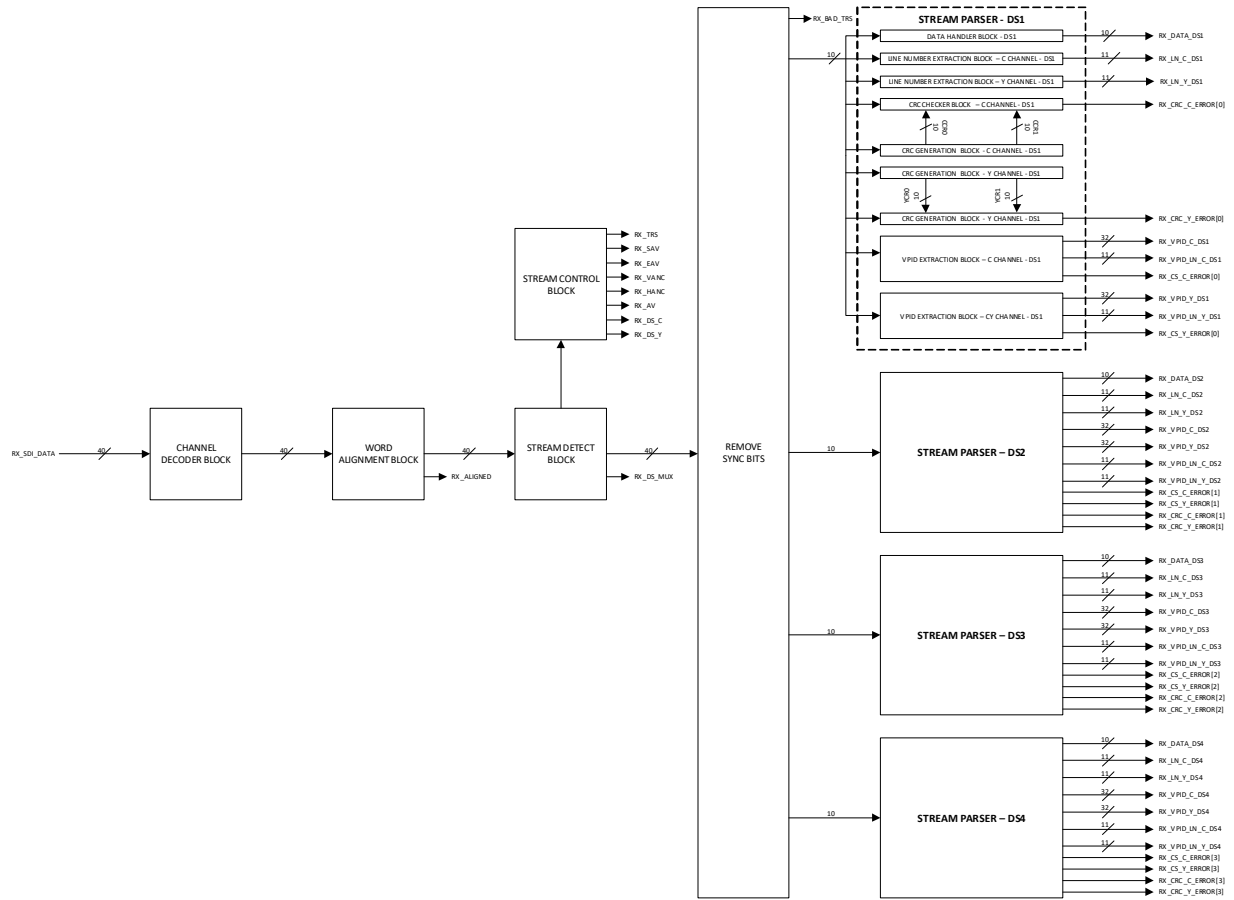 RX_SDI_DATA
40
CHANNEL
DECODER BLOCK
40
WORD
ALIGNMENT BLOCK
RX_ALIGNED
40
STREAM CONTROL
BLOCK
RX_TRS
RX_SAV
RX_EAV
RX_VANC
RX_HANC
RX_AV
RX_DS_C
RX_DS_Y
STREAM DETECT
BLOCK
40
RX_DS_MUX
REMOVE
SYNC BITS
RX_BAD_TRS
10
STREAM PARSER - DS1
DATA HANDLER BLOCK - DS1
10
RX_DATA_DS1
LINE NUMBER EXTRACTION BLOCK – C CHANNEL - DS1
11
RX_LN_C_DS1
LINE NUMBER EXTRACTION BLOCK – Y CHANNEL - DS1
11
RX_LN_Y_DS1
CRC CHECKER BLOCK – C CHANNEL - DS1
RX_CRC_C_ERROR[0]
CCR0
10
CCR1
10
CRC GENERATION BLOCK - C CHANNEL - DS1
CRC GENERATION BLOCK - Y CHANNEL - DS1
YCR0
10
YCR1
10
CRC GENERATION BLOCK - Y CHANNEL - DS1
RX_CRC_Y_ERROR[0]
VPID EXTRACTION BLOCK – C CHANNEL - DS1
32
RX_VPID_C_DS1
11
RX_VPID_LN_C_DS1
RX_CS_C_ERROR[0]
VPID EXTRACTION BLOCK – CY CHANNEL - DS1
32
RX_VPID_Y_DS1
11
RX_VPID_LN_Y_DS1
RX_CS_Y_ERROR[0]
10
STREAM PARSER – DS2
10
RX_DATA_DS2
11
RX_LN_C_DS2
11
RX_LN_Y_DS2
32
RX_VPID_C_DS2
32
RX_VPID_Y_DS2
11
RX_VPID_LN_C_DS2
11
RX_VPID_LN_Y_DS2
RX_CS_C_ERROR[1]
RX_CS_Y_ERROR[1]
RX_CRC_C_ERROR[1]
RX_CRC_Y_ERROR[1]
10
STREAM PARSER – DS3
10
RX_DATA_DS3
11
RX_LN_C_DS3
11
RX_LN_Y_DS3
32
RX_VPID_C_DS3
32
RX_VPID_Y_DS3
11
RX_VPID_LN_C_DS3
11
RX_VPID_LN_Y_DS3
RX_CS_C_ERROR[2]
RX_CS_Y_ERROR[2]
RX_CRC_C_ERROR[2]
RX_CRC_Y_ERROR[2]
10
STREAM PARSER – DS4
10
RX_DATA_DS4
11
RX_LN_C_DS4
11
RX_LN_Y_DS4
32
RX_VPID_C_DS4
32
RX_VPID_Y_DS4
11
RX_VPID_LN_C_DS4
11
RX_VPID_LN_Y_DS4
RX_CS_C_ERROR[3]
RX_CS_Y_ERROR[3]
RX_CRC_C_ERROR[3]
RX_CRC_Y_ERROR[3]